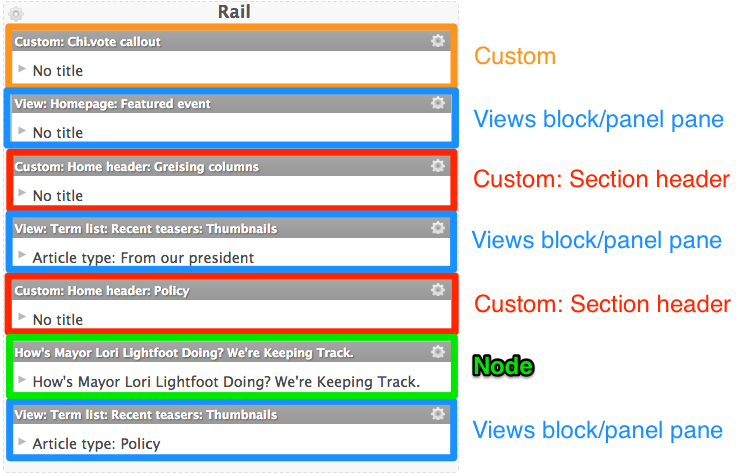 Rail
Custom: Chi.vote callout
No title
Custom
View: Homepage: Featured event
No title
Views block/panel pane
Custom: Home header: Greising columns
No title
Custom: Section header
View: Term list: Recent teasers: Thumbnails
Article type: From our president
Views block/panel pane
Custom: Home header: Policy
No title
Custom: Section header
How's Mayor Lori Lightfoot Doing? We're Keeping Track.
How's Mayor Lori Lightfoot Doing? We're Keeping Track.
Node
View: Term list: Recent teasers: Thumbnails
Article type: Policy
Views block/panel pane